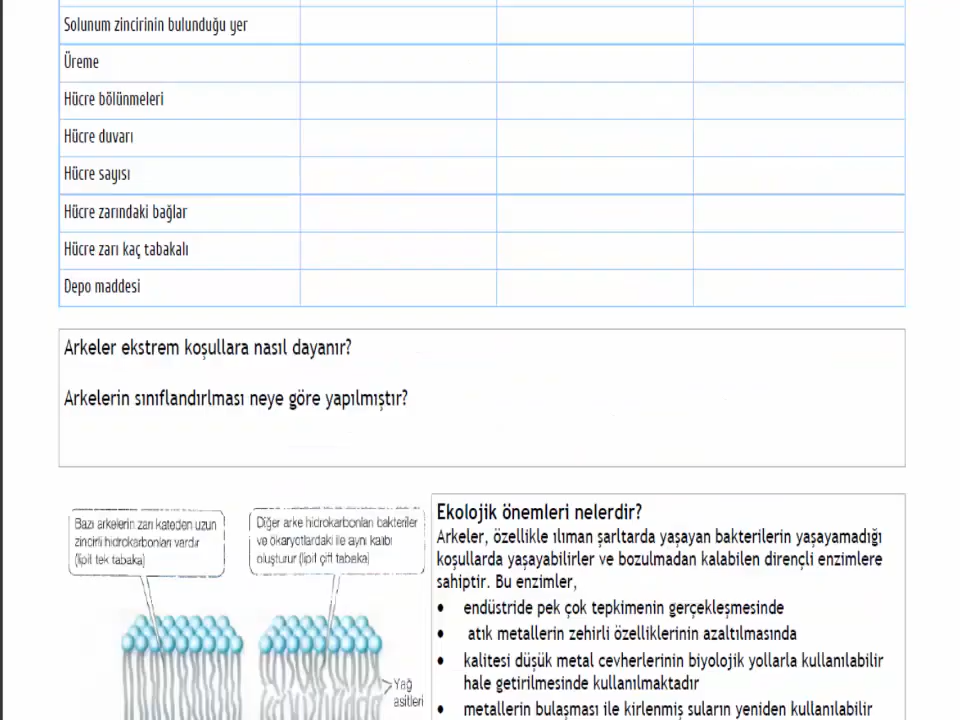 Solunum zincirinin bulunduğu yer
Üreme
Hücre bölünmeleri
Hücre duvarı
Hücre sayısı
Hücre zarındaki bağlar
Hücre zarı kaç tabakalı
Depo maddesi
Arkeler ekstrem koşullara nasıl dayanır?
Arkelerin sınıflandırlması neye göre yapılmıştır?
Bazı arkelerin zarı kateden uzun
zincirli hidrokarbonları vardır
(lipit tek tabaka)
Diğer arke hidrokarbonları bakteriler
ve ökaryotlardaki ile aynı kalıbı
oluşturur (lipit çift tabaka)
Yağ
asitleri
Ekolojik önemleri nelerdir?
Arkeler, özellikle ılıman şarltarda yaşayan bakterilerin yaşayamadığı
koşullarda yaşayabilirler ve bozulmadan kalabilen dirençli enzimlere
sahiptir. Bu enzimler,
• endüstride pek çok tepkimenin gerçekleşmesinde
• atık metallerin zehirli özelliklerinin azaltılmasında
• kalitesi düşük metal cevherlerinin biyolojik yollarla kullanılabilir
hale getirilmesinde kullanılmaktadır
• metallerin bulaşması ile kirlenmiş suların yeniden kullanılabilir